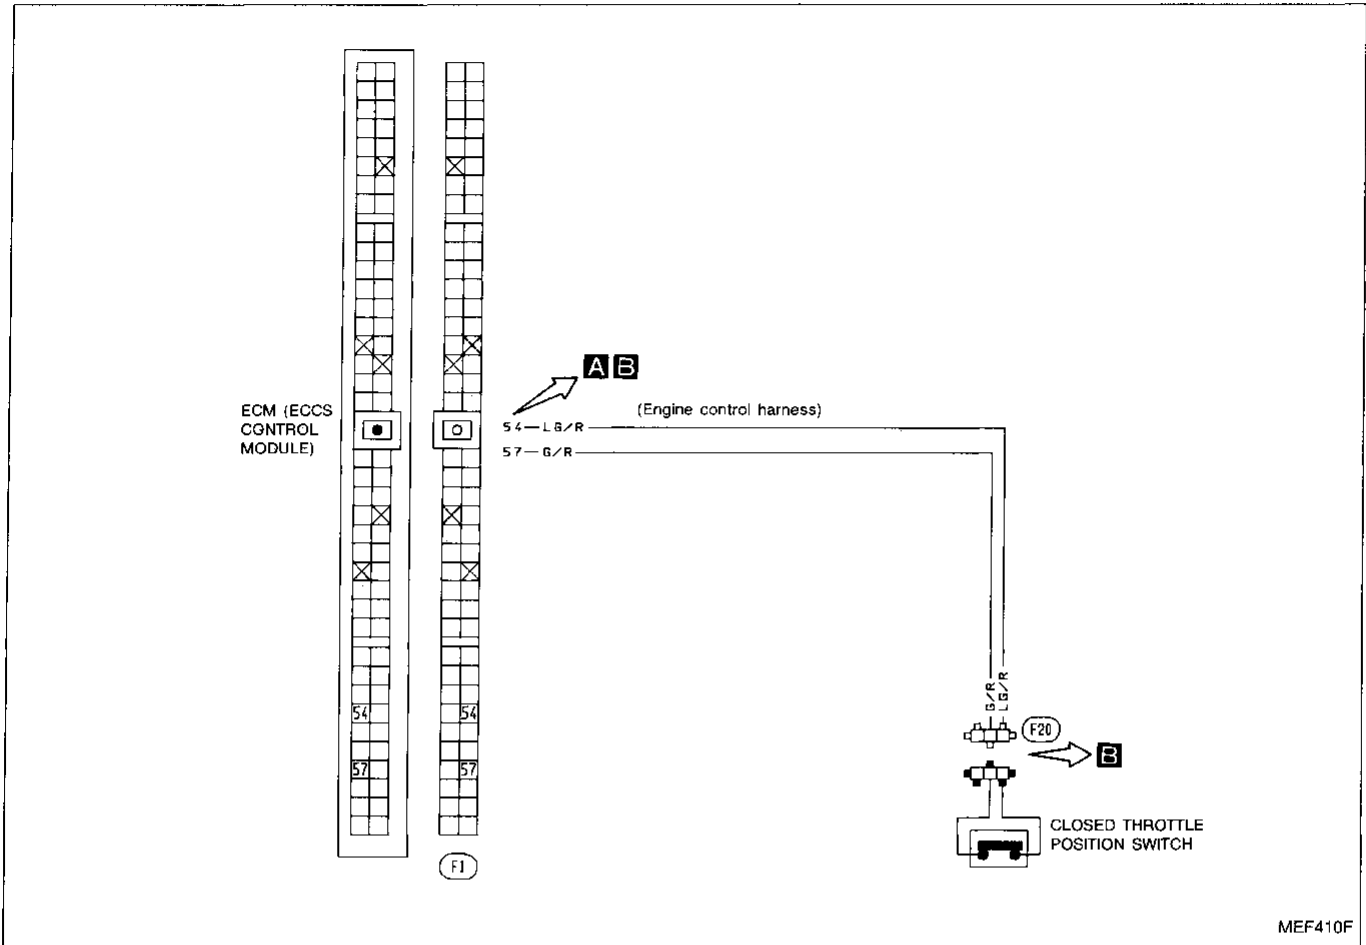 A B
ECM (ECCS
CONTROL
MODULE)
(Engine control harness)
54—LG/R
57—G/R
G/R
LG/R
54
54
F20
B
57
57
CLOSED THROTTLE
POSITION SWITCH
F1
MEF410F